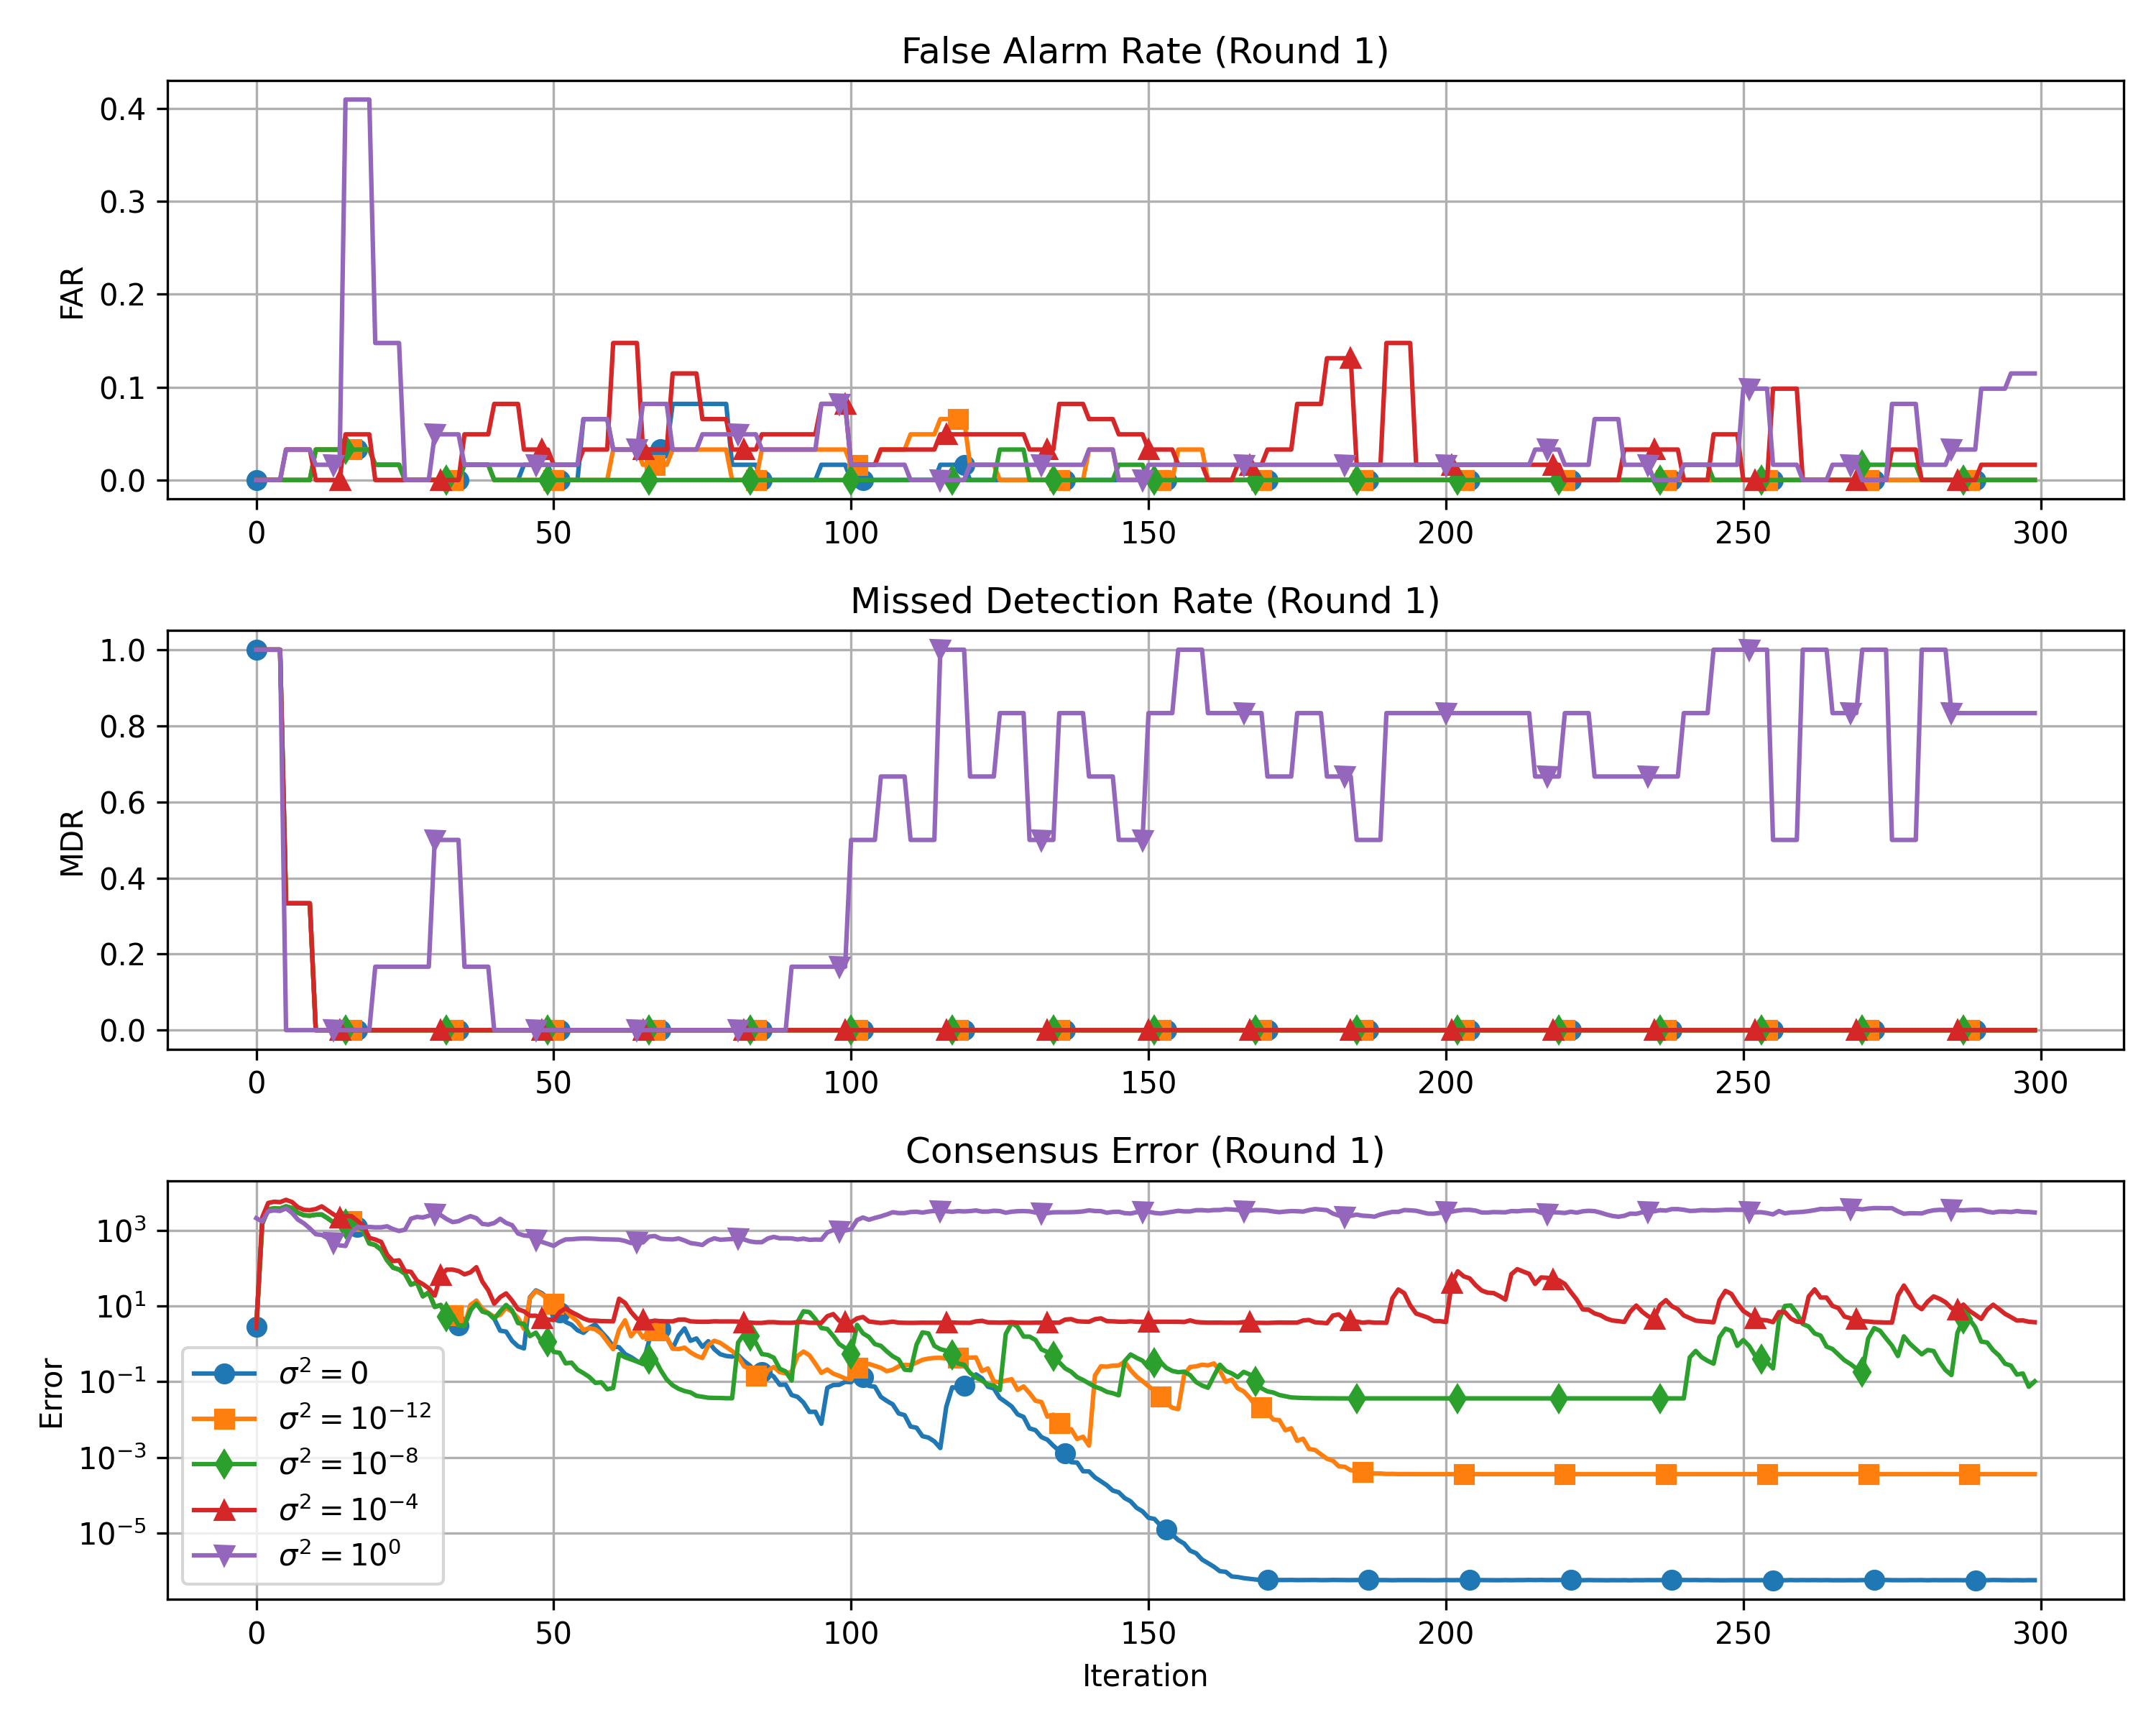 False Alarm Rate (Round 1)
FAR
0.4
0.3
0.2
0.1
0.0
0 50 100 150 200 250 300
Missed Detection Rate (Round 1)
MDR
1.0
0.8
0.6
0.4
0.2
0.0
0 50 100 150 200 250 300
Consensus Error (Round 1)
Error
10³
10¹
10⁻¹
10⁻³
10⁻⁵
σ² = 0
σ² = 10⁻¹²
σ² = 10⁻⁸
σ² = 10⁻⁴
σ² = 10⁰
0 50 100 150 200 250 300
Iteration